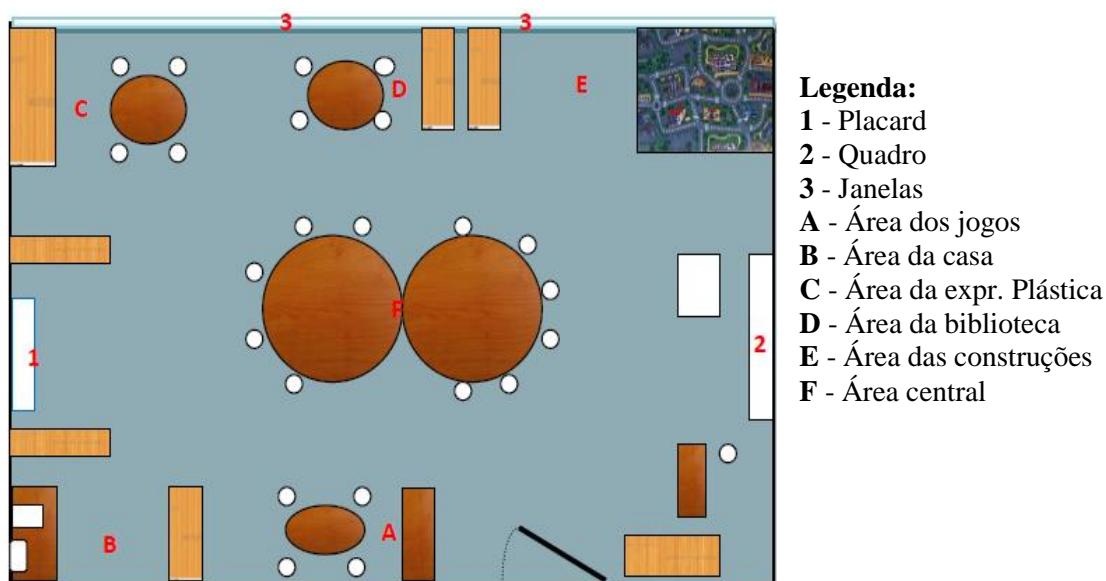 3 3
C D E
Legenda:
1 - Placard
2 - Quadro
3 - Janelas
A - Área dos jogos
B - Área da casa
C - Área da expr. Plástica
D - Área da biblioteca
E - Área das construções
F - Área central
F
1 2
B A